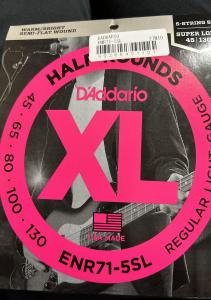 WARM/BRIGHT
SEMI-FLAT WOUND
5-STRING
SUPER LO
45 130
HALF ROUNDS
D'Addario
XL
45 · 65 · 80 · 100 · 130
REGULAR LIGHT GAUGE
USA MADE
ENR71-5SL